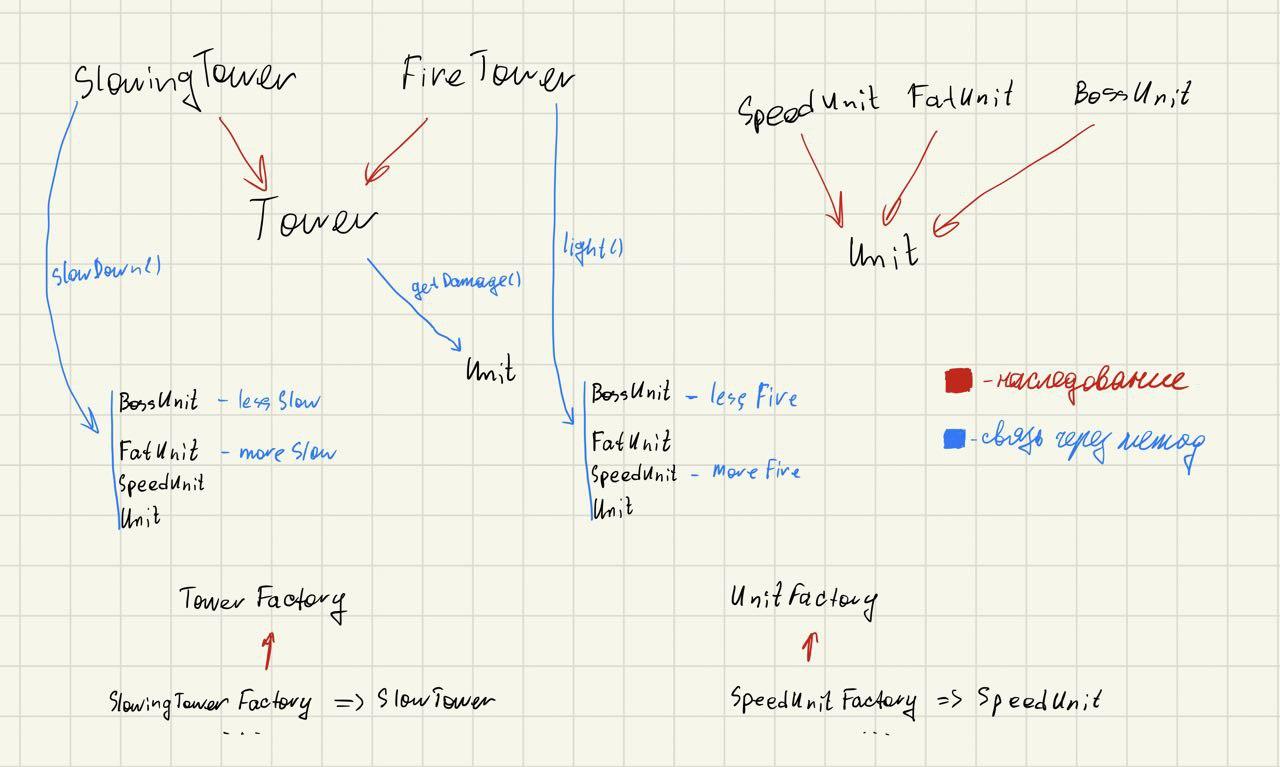 SlowingTower FireTower
SpeedUnit FatUnit BossUnit
Tower
Unit
slowDown()
getDamage()
light()
Unit
BossUnit - less Slow
FatUnit - more Slow
SpeedUnit
Unit
BossUnit - less Fire
FatUnit
SpeedUnit - more Fire
Unit
- наследование
- связь через метод
Tower Factory
SlowingTower Factory => SlowTower
...
UnitFactory
SpeedUnit Factory => SpeedUnit
...